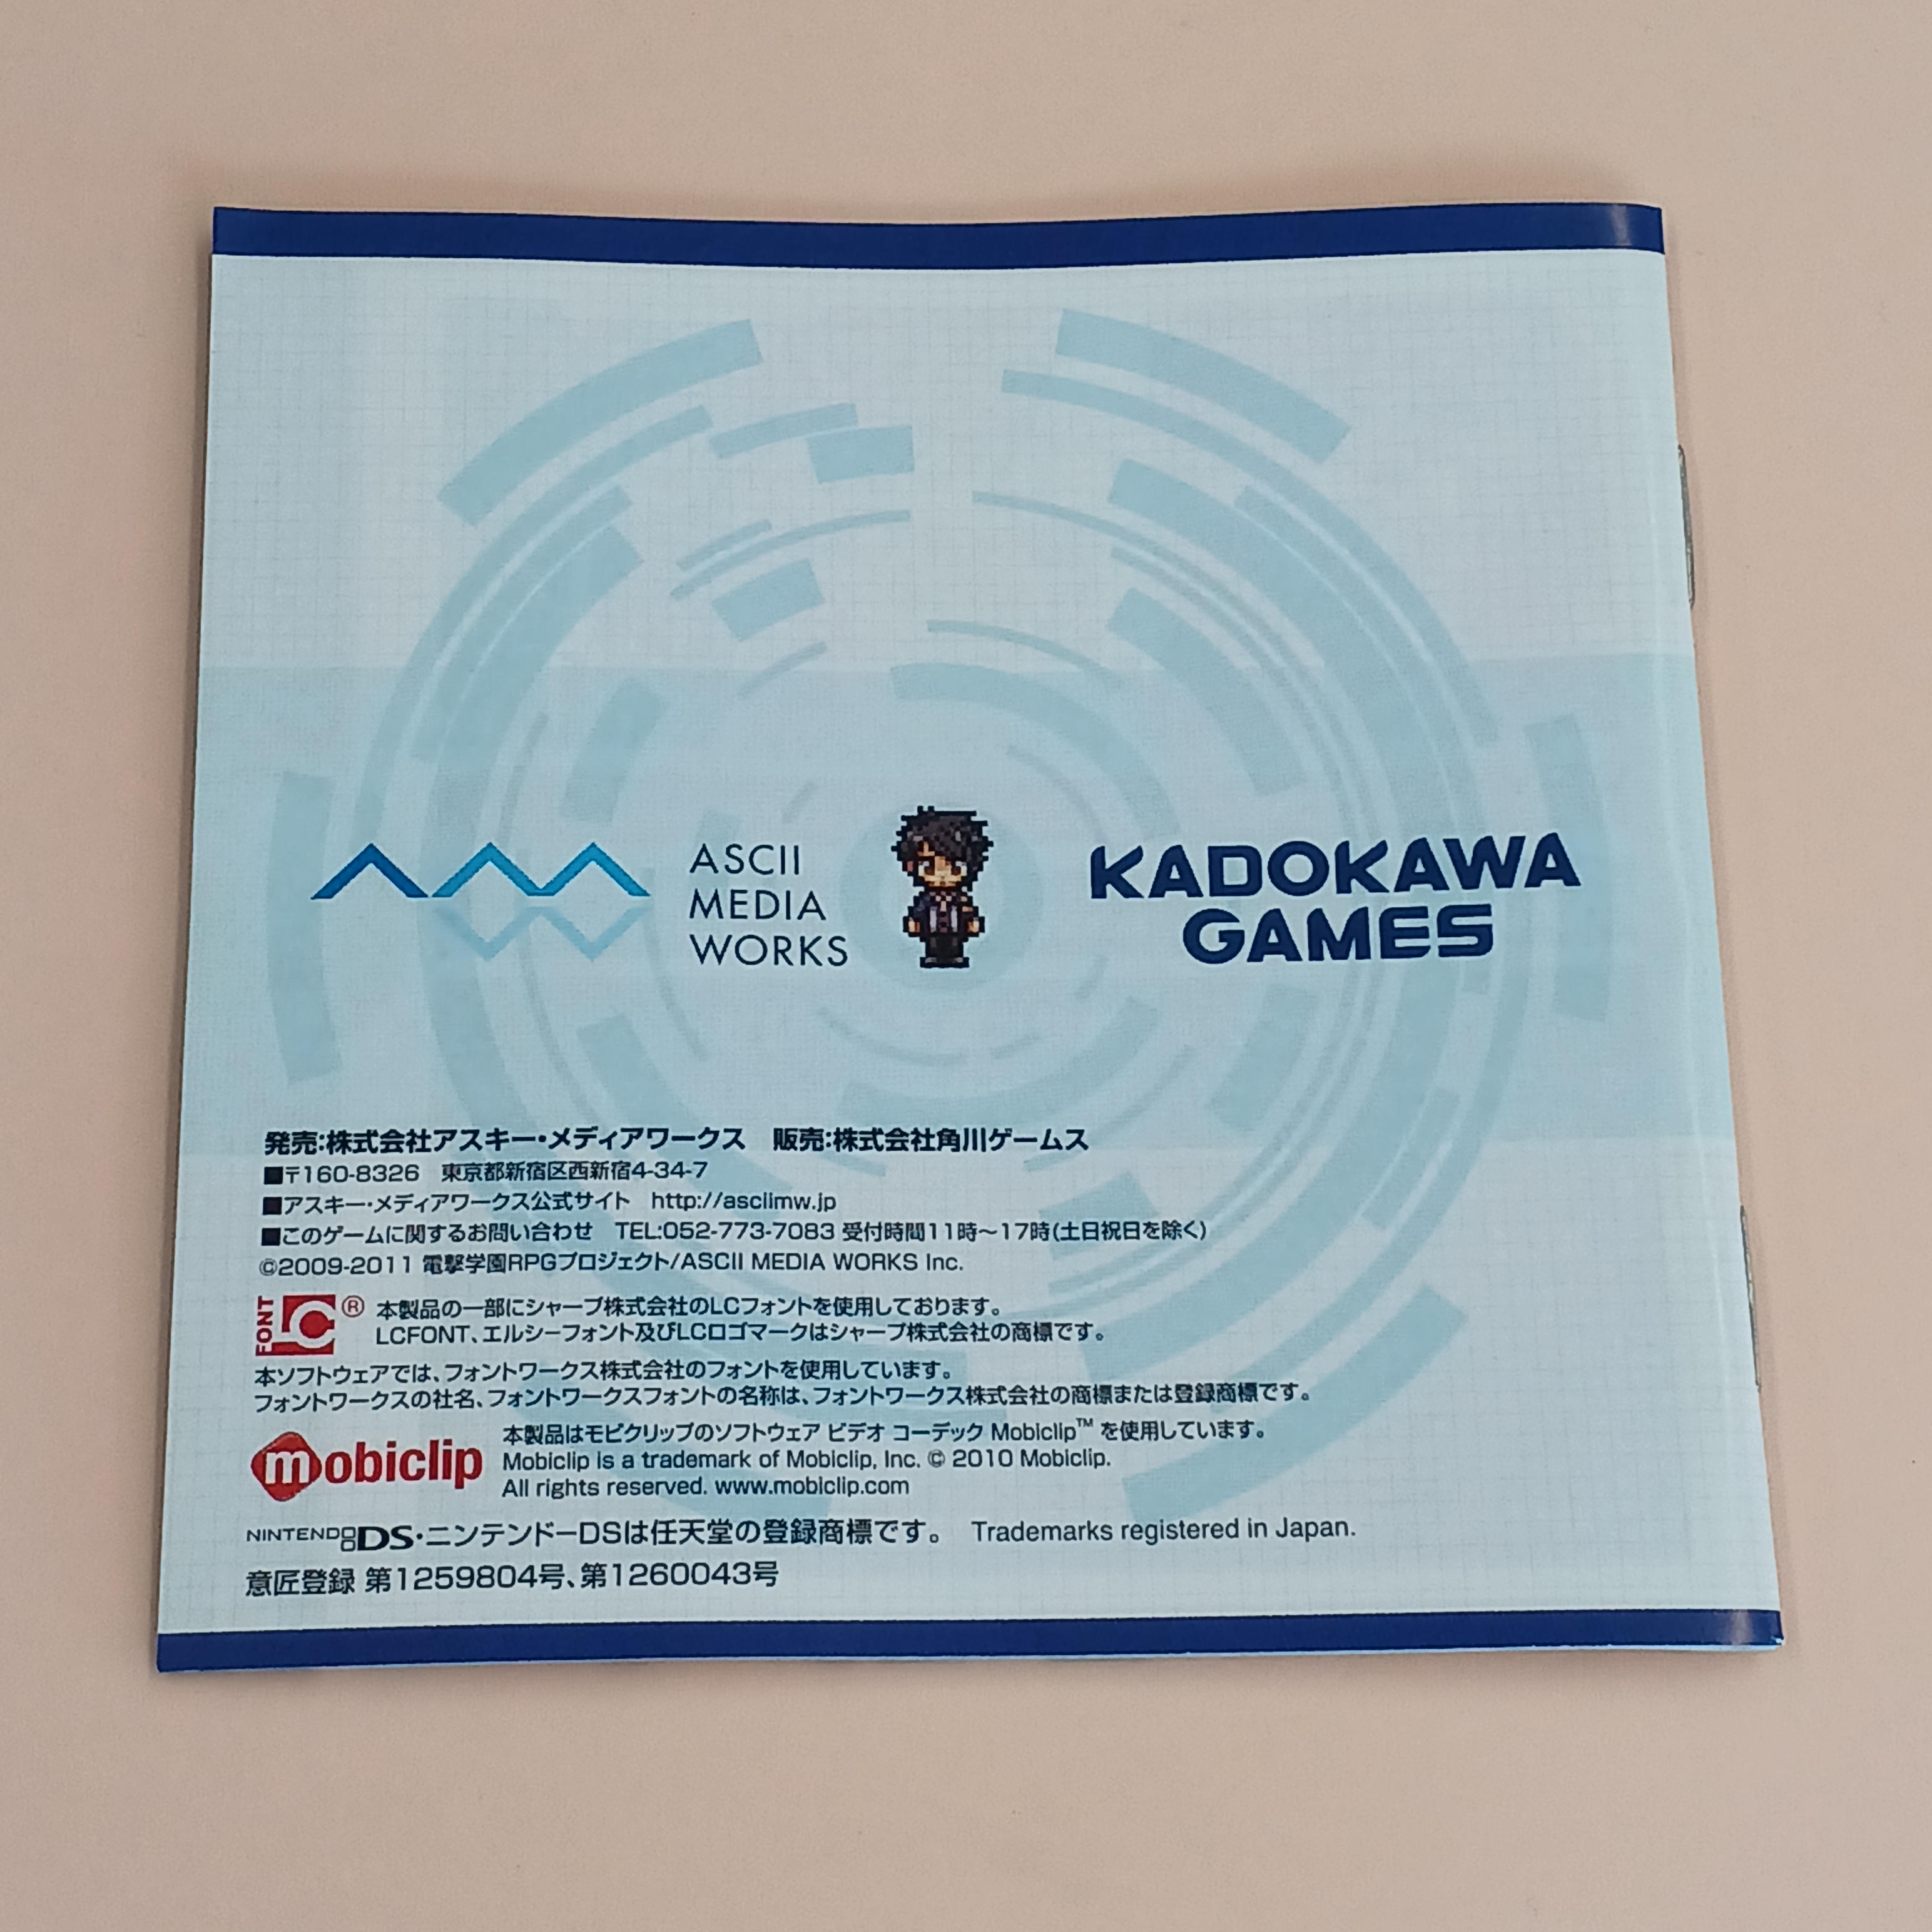 ASCII
MEDIA
WORKS
KADOKAWA
GAMES
発売:株式会社アスキー・メディアワークス　販売:株式会社角川ゲームス
■〒160-8326　東京都新宿区西新宿4-34-7
■アスキー・メディアワークス公式サイト　http://asciimw.jp
■このゲームに関するお問い合わせ　TEL:052-773-7083 受付時間11時～17時(土日祝日を除く)
©2009-2011 電撃学園RPGプロジェクト/ASCII MEDIA WORKS Inc.
FONT LC ® 本製品の一部にシャープ株式会社のLCフォントを使用しております。
LCFONT、エルシーフォント及びLCロゴマークはシャープ株式会社の商標です。
本ソフトウェアでは、フォントワークス株式会社のフォントを使用しています。
フォントワークスの社名、フォントワークスフォントの名称は、フォントワークス株式会社の商標または登録商標です。
mobiclip
本製品はモビクリップのソフトウェア ビデオ コーデック Mobiclip™ を使用しています。
Mobiclip is a trademark of Mobiclip, Inc. © 2010 Mobiclip.
All rights reserved. www.mobiclip.com
NINTENDO DS・ニンテンドーDSは任天堂の登録商標です。　Trademarks registered in Japan.
意匠登録 第1259804号、第1260043号